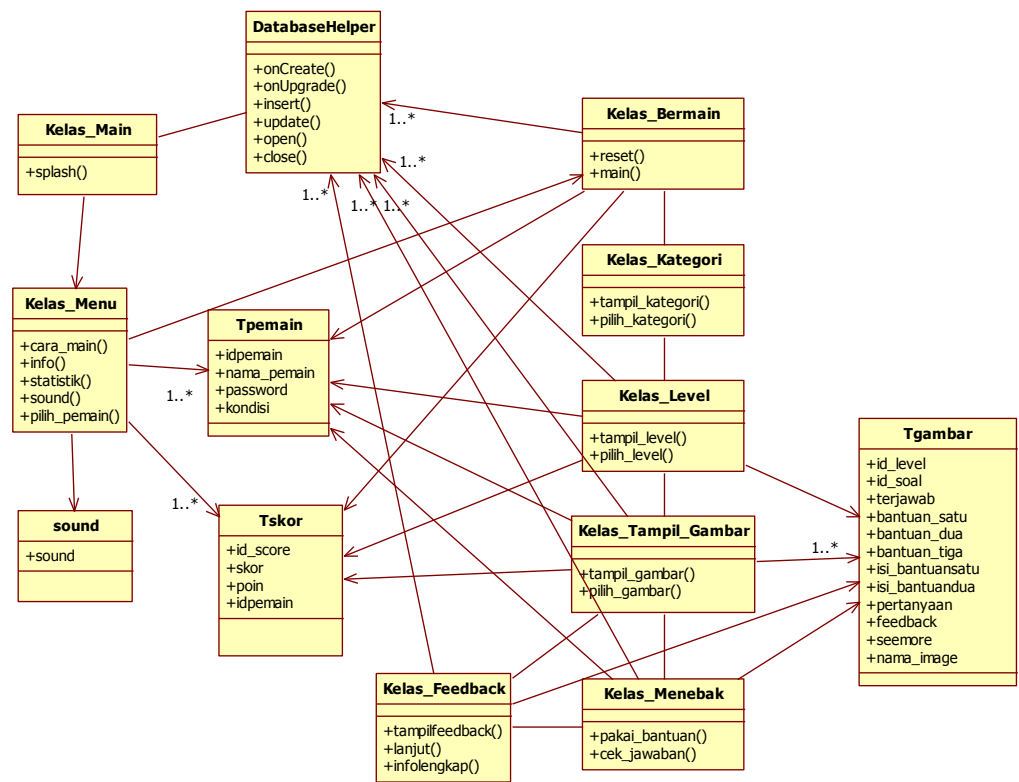 DatabaseHelper
+onCreate()
+onUpgrade()
+insert()
+update()
+open()
+close()
Kelas_Main
+splash()
Kelas_Bermain
+reset()
+main()
1..*
1..*
1..*
1..*
1..*
Kelas_Kategori
+tampil_kategori()
+pilih_kategori()
Kelas_Menu
+cara_main()
+info()
+statistik()
+sound()
+pilih_pemain()
Tpemain
+idpemain
+nama_pemain
+password
+kondisi
1..*
Kelas_Level
+tampil_level()
+pilih_level()
Tgambar
+id_level
+id_soal
+terjawab
+bantuan_satu
+bantuan_dua
+bantuan_tiga
+isi_bantuansatu
+isi_bantuandua
+pertanyaan
+feedback
+seemore
+nama_image
1..*
sound
+sound
Tskor
+id_score
+skor
+poin
+idpemain
Kelas_Tampil_Gambar
+tampil_gambar()
+pilih_gambar()
1..*
Kelas_Feedback
+tampilfeedback()
+lanjut()
+infolengkap()
Kelas_Menebak
+pakai_bantuan()
+cek_jawaban()